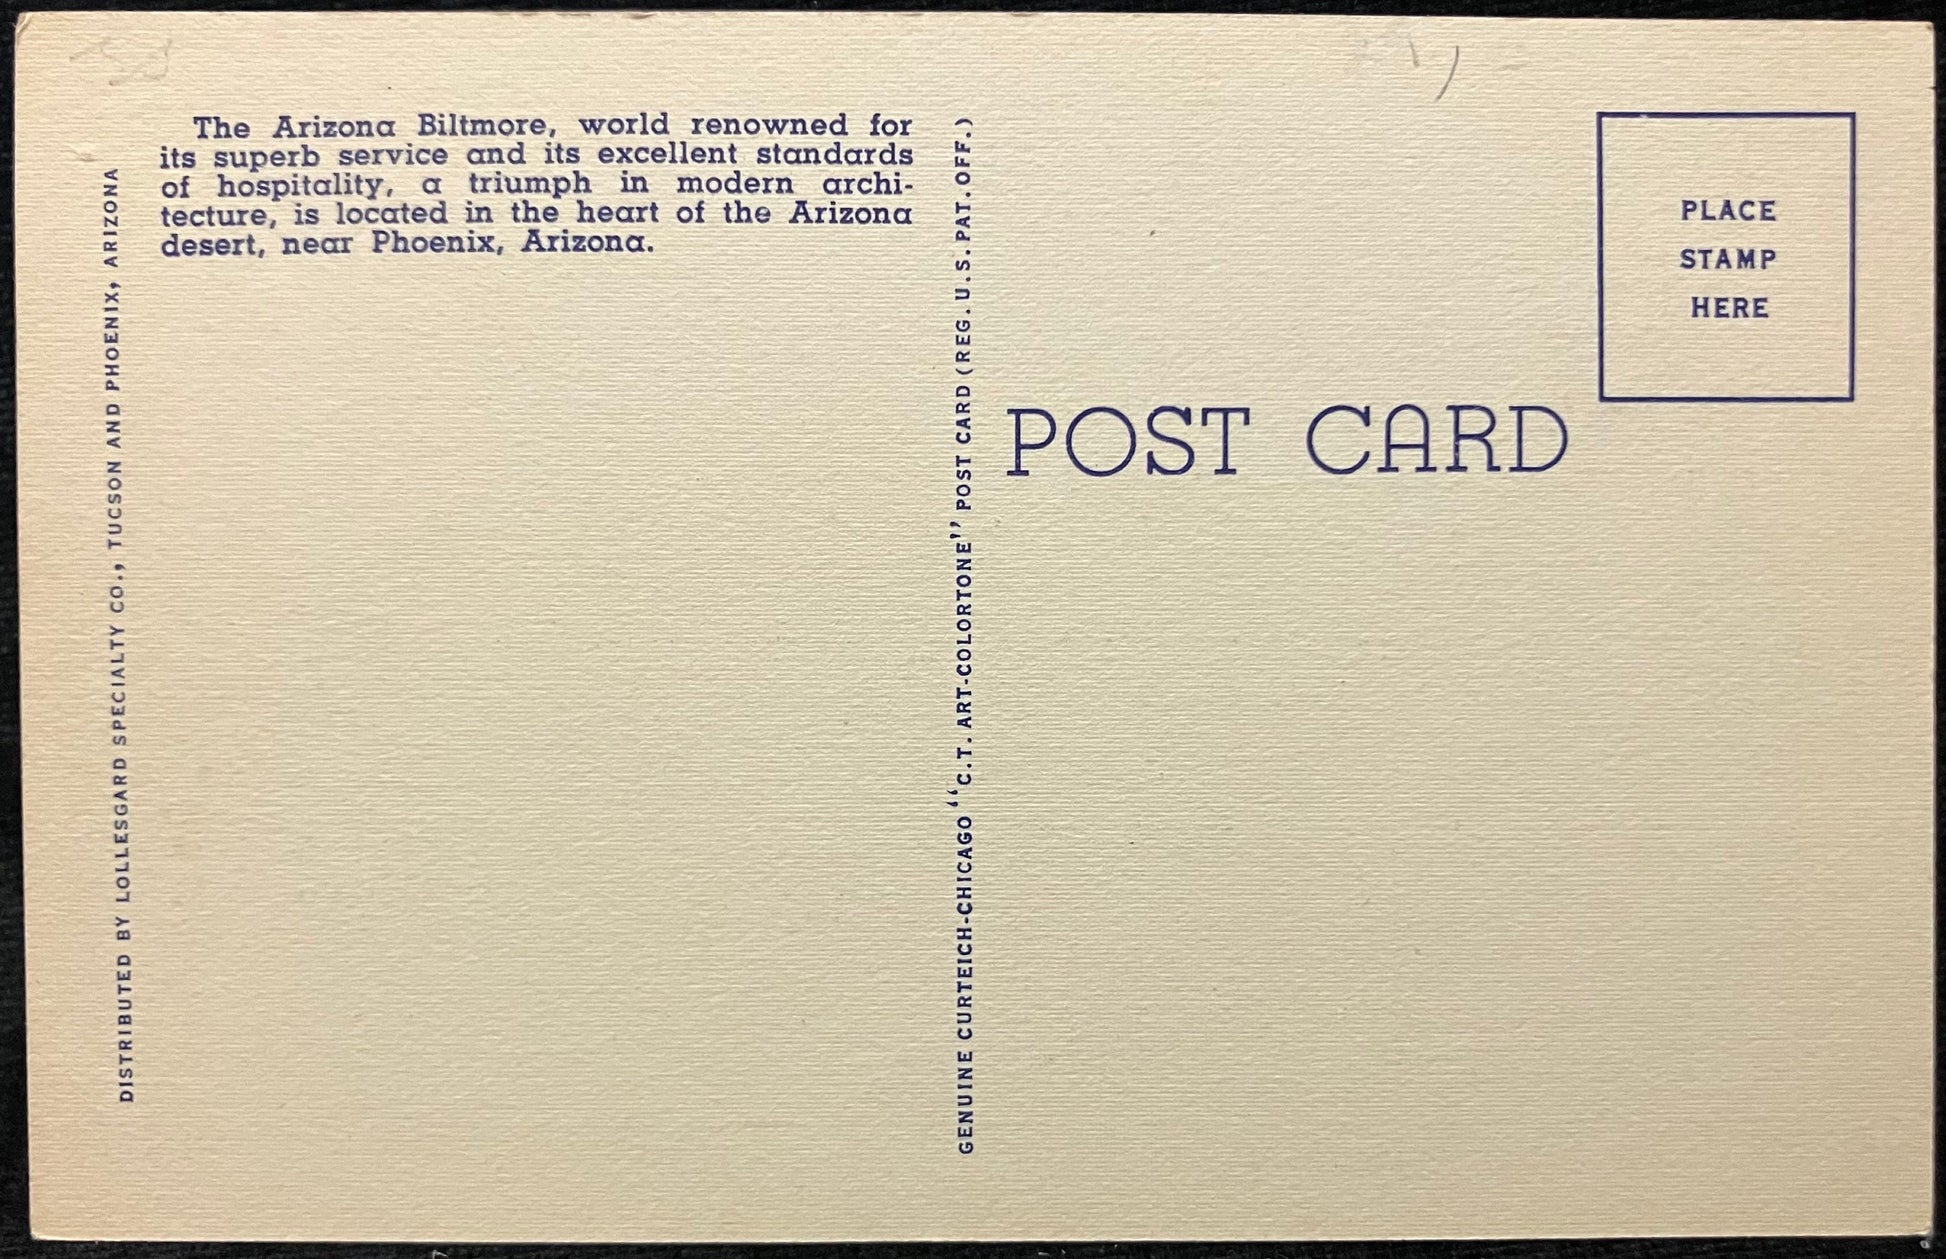 The Arizona Biltmore, world renowned for
its superb service and its excellent standards
of hospitality, a triumph in modern archi-
tecture, is located in the heart of the Arizona
desert, near Phoenix, Arizona.
DISTRIBUTED BY LOLLESGARD SPECIALTY CO., TUCSON AND PHOENIX, ARIZONA
GENUINE CURTEICH-CHICAGO "C.T. ART-COLORTONE" POST CARD (REG. U.S. PAT. OFF.)
POST CARD
PLACE
STAMP
HERE